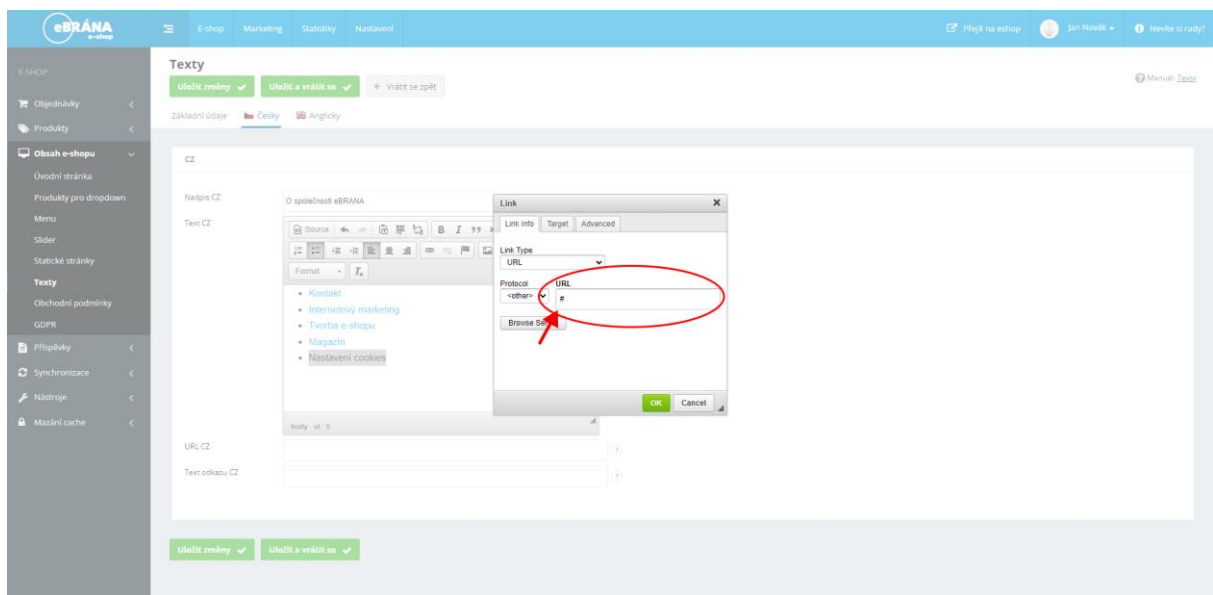 eBRÁNA
e-shop
E-shop Marketing Statistiky Nastavení
Přejít na eshop
Jan Novák
Nevíte si rady?
E-SHOP
Objednávky
Produkty
Obsah e-shopu
Úvodní stránka
Produkty pro dropdown
Menu
Slider
Statické stránky
Texty
Obchodní podmínky
GDPR
Příspěvky
Synchronizace
Nástroje
Mazání cache
Texty
Uložit změny
Uložit a vrátit se
Vrátit se zpět
Manuál: Texty
Základní údaje
Česky
Anglicky
CZ
Nadpis CZ
O společnosti eBRÁNA
Text CZ
Source
B I
Format
Kontakt
Internetový marketing
Tvorba e-shopu
Magazín
Nastavení cookies
body ul li
URL CZ
?
Text odkazu CZ
?
Link
Link Info Target Advanced
Link Type
URL
Protocol URL
<other> #
Browse
OK Cancel
Uložit změny
Uložit a vrátit se